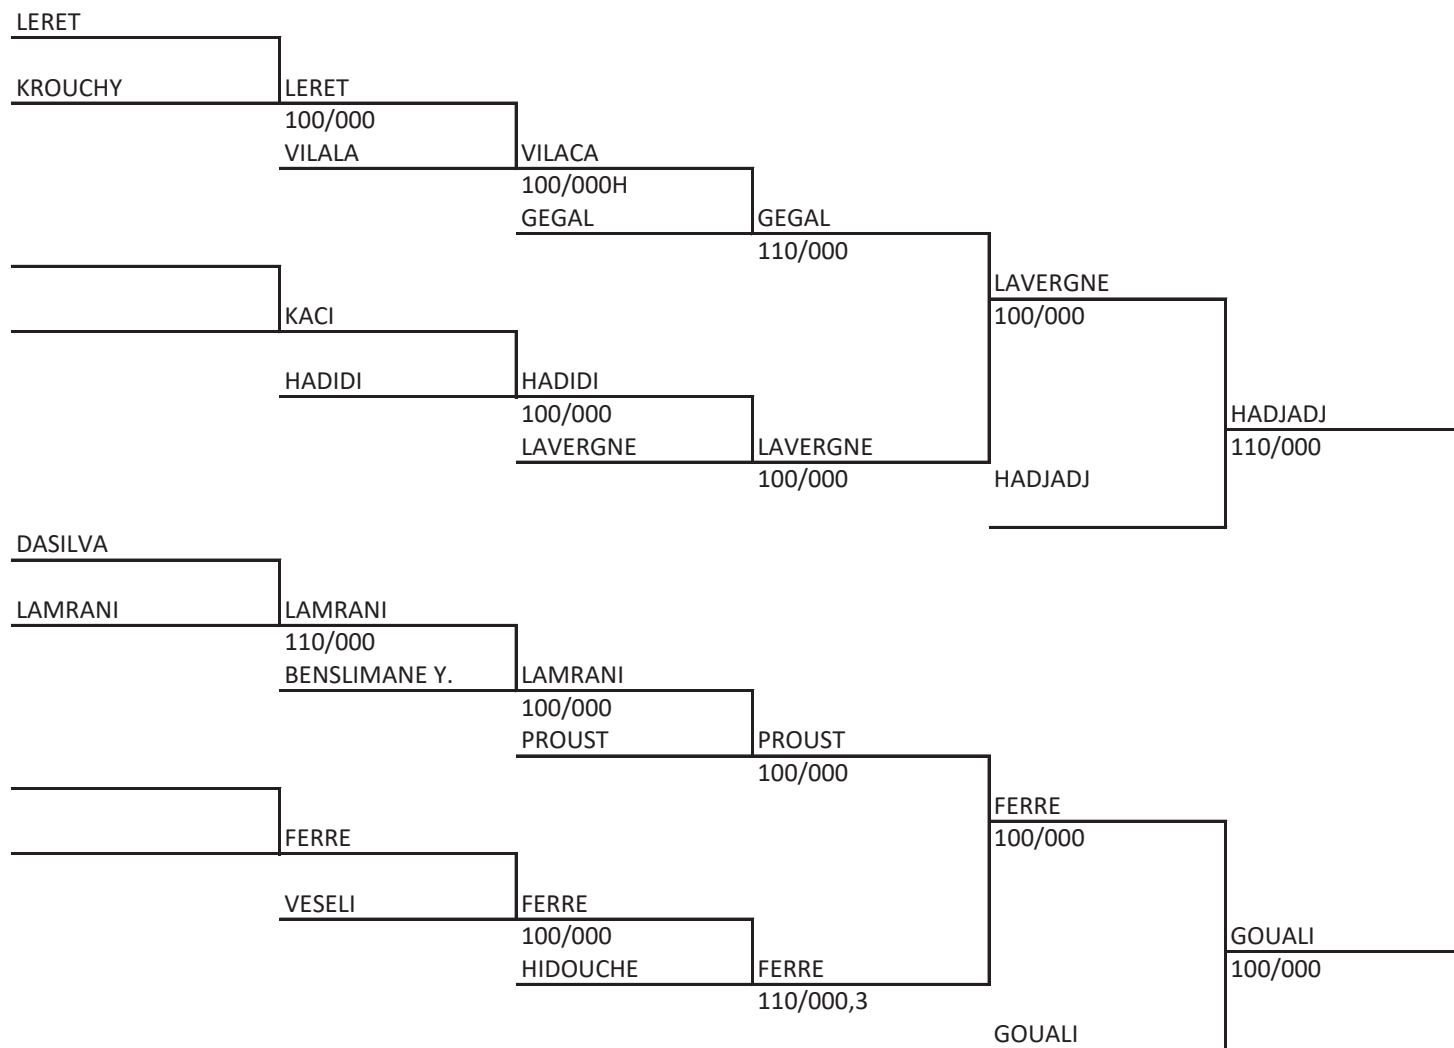 LERET
KROUCHY
LERET
100/000
VILALA
VILACA
100/000H
GEGAL
GEGAL
110/000
LAVERGNE
100/000
KACI
HADIDI
HADIDI
100/000
LAVERGNE
LAVERGNE
100/000
HADJADJ
HADJADJ
110/000
DASILVA
LAMRANI
LAMRANI
110/000
BENSLIMANE Y.
LAMRANI
100/000
PROUST
PROUST
100/000
FERRE
100/000
FERRE
VESELI
FERRE
100/000
HIDOUCHE
FERRE
110/000,3
GOUALI
GOUALI
100/000